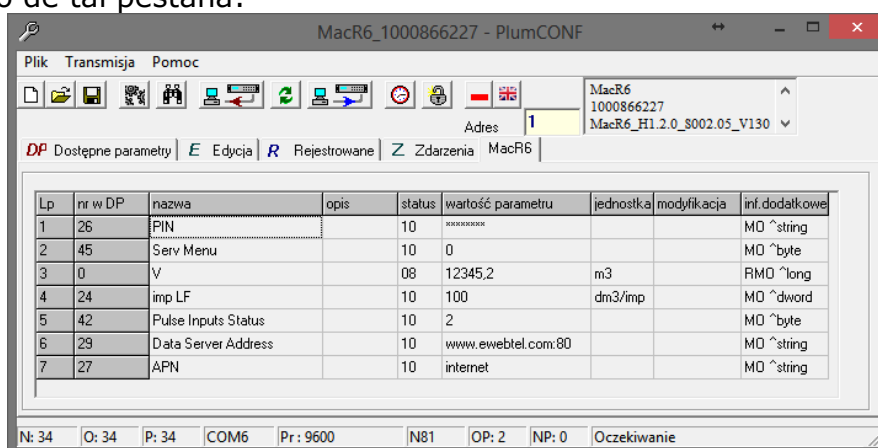 o de tal pestaña:
MacR6_1000866227 - PlumCONF
Plik Transmisja Pomoc
Adres 1
MacR6
1000866227
MacR6_H1.2.0_S002.05_V130
DP Dostępne parametry E Edycja R Rejestrowane Z Zdarzenia MacR6
Lp nr w DP nazwa opis status wartość parametru jednostka modyfikacja inf.dodatkowe
1 26 PIN 10 ******** MO ^string
2 45 Serv Menu 10 0 MO ^byte
3 0 V 08 12345,2 m3 RMO ^long
4 24 imp LF 10 100 dm3/imp MO ^dword
5 42 Pulse Inputs Status 10 2 MO ^byte
6 29 Data Server Address 10 www.ewebtel.com:80 MO ^string
7 27 APN 10 internet MO ^string
N: 34 O: 34 P: 34 COM6 Pr : 9600 N81 OP: 2 NP: 0 Oczekiwanie